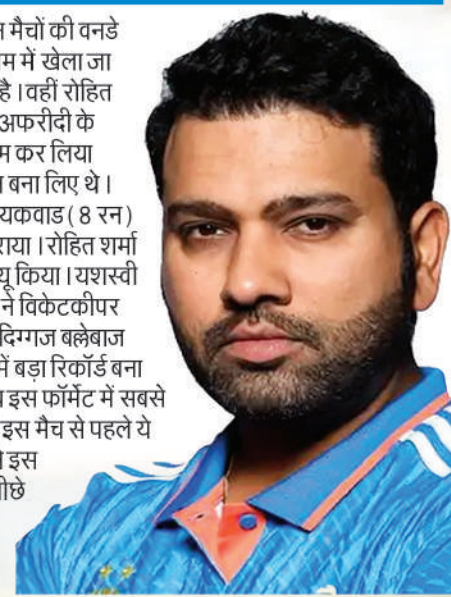 मैचों की वनडे
म में खेला जा
है । वहीं रोहित
अफरीदी के
म कर लिया
बना लिए थे ।
यकवाड ( 8 रन )
राया । रोहित शर्मा
यू किया । यशस्वी
ने विकेटकीपर
दिग्गज बल्लेबाज
में बड़ा रिकॉर्ड बना
इस फॉर्मेट में सबसे
इस मैच से पहले ये
इस
ीछे